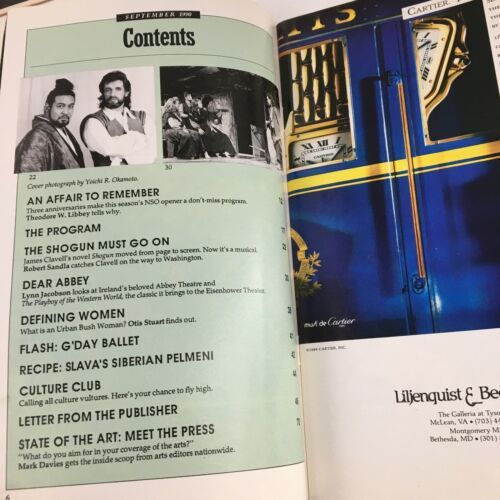 SEPTEMBER 1990
Contents
22
30
Cover photograph by Yoichi R. Okamoto.
AN AFFAIR TO REMEMBER 12
Three anniversaries make this season's NSO opener a don't-miss program.
Theodore W. Libbey tells why.
THE PROGRAM 17
THE SHOGUN MUST GO ON
James Clavell's novel Shogun moved from page to screen. Now it's a musical.
Robert Sandla catches Clavell on the way to Washington.
DEAR ABBEY
Lynn Jacobson looks at Ireland's beloved Abbey Theatre and
The Playboy of the Western World, the classic it brings to the Eisenhower Theater.
DEFINING WOMEN
What is an Urban Bush Woman? Otis Stuart finds out.
FLASH: G'DAY BALLET 41
RECIPE: SLAVA'S SIBERIAN PELMENI
CULTURE CLUB
Calling all culture vultures. Here's your chance to fly high.
LETTER FROM THE PUBLISHER
STATE OF THE ART: MEET THE PRESS
"What do you aim for in your coverage of the arts?"
Mark Davies gets the inside scoop from arts editors nationwide.
6
CARTIER.
must de Cartier
©1989 CARTIER, INC.
Liljenquist &
The Galleria at
McLean, VA • (703)
Montgomery
Bethesda, MD • (301)